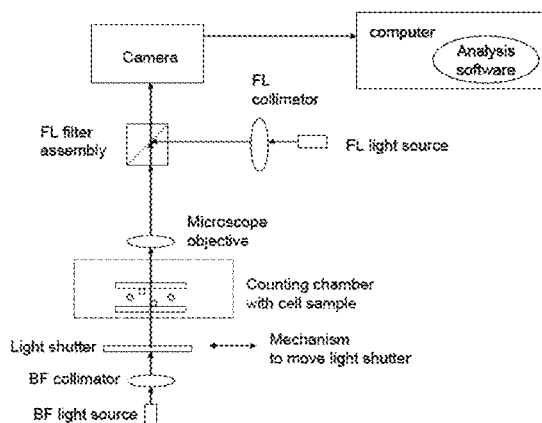 Camera
computer
Analysis
software
FL
collimator
FL filter
assembly
FL light source
Microscope
objective
Counting chamber
with cell sample
Light shutter
Mechanism
to move light shutter
BF collimator
BF light source